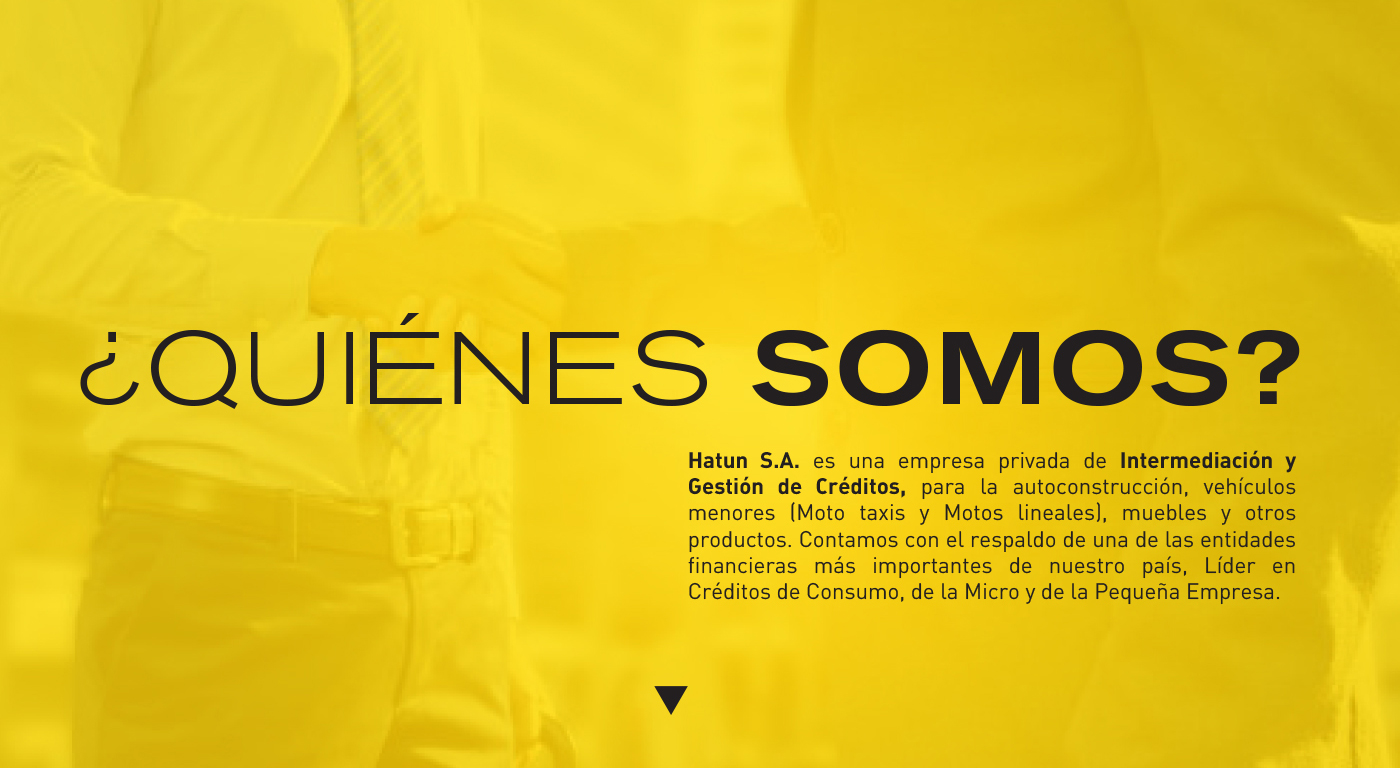 ¿QUIÉNES SOMOS?
Hatun S.A. es una empresa privada de Intermediación y
Gestión de Créditos, para la autoconstrucción, vehículos
menores (Moto taxis y Motos lineales), muebles y otros
productos. Contamos con el respaldo de una de las entidades
financieras más importantes de nuestro país, Líder en
Créditos de Consumo, de la Micro y de la Pequeña Empresa.